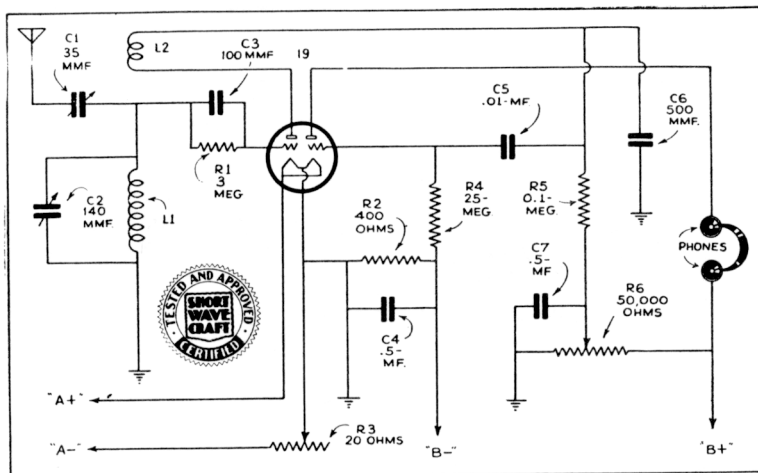 C1
35
MMF
L2
C3
100 MMF
19
C5
.01-MF
C6
500
MMF.
R1
3
MEG
C2
140
MMF.
L1
R2
400
OHMS
R4
25-
MEG
R5
0.1-
MEG.
C7
.5-
MF
PHONES
R6
50,000
OHMS
C4
.5-
MF.
TESTED AND APPROVED
SHORT
WAVE
CRAFT
CERTIFIED
"A+"
"A-"
R3
20 OHMS
"B-"
"B+"